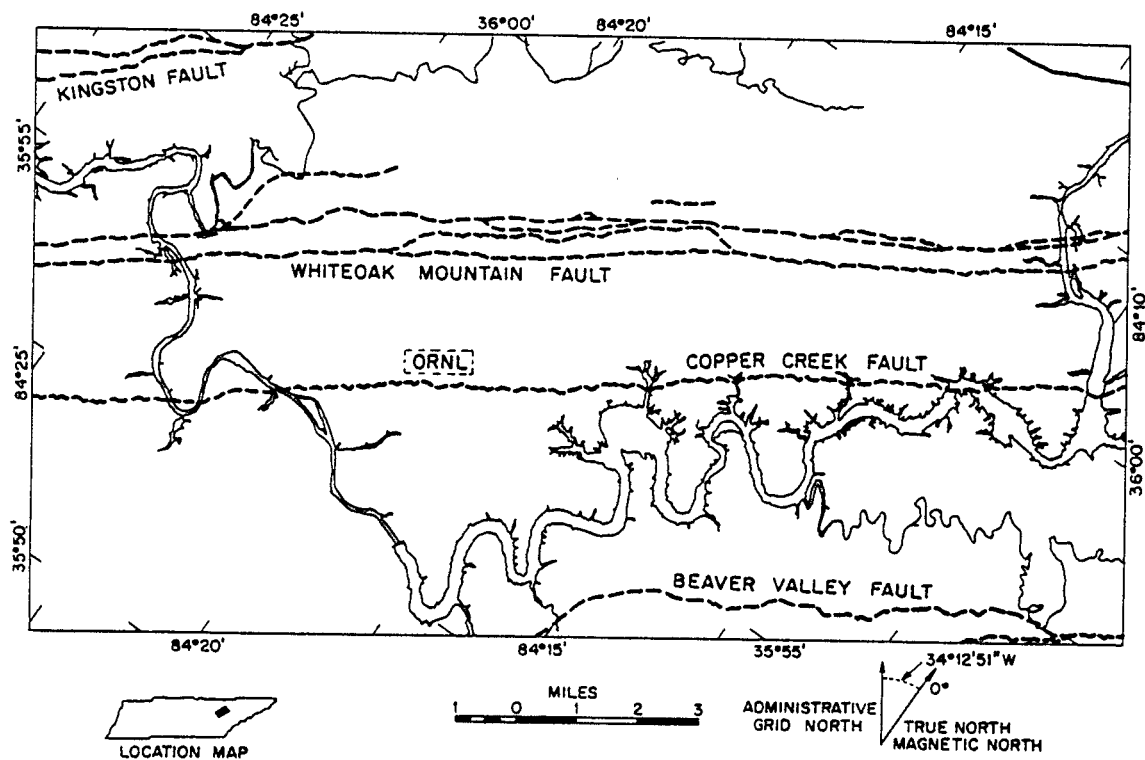 84°25'
36°00'
84°20'
84°15'
KINGSTON FAULT
35°55'
WHITEOAK MOUNTAIN FAULT
84°10'
84°25'
ORNL
COPPER CREEK FAULT
36°00'
35°50'
BEAVER VALLEY FAULT
84°20'
84°15'
35°55'
34°12'51" W
0°
MILES
1 0 1 2 3
ADMINISTRATIVE
GRID NORTH
TRUE NORTH
MAGNETIC NORTH
LOCATION MAP